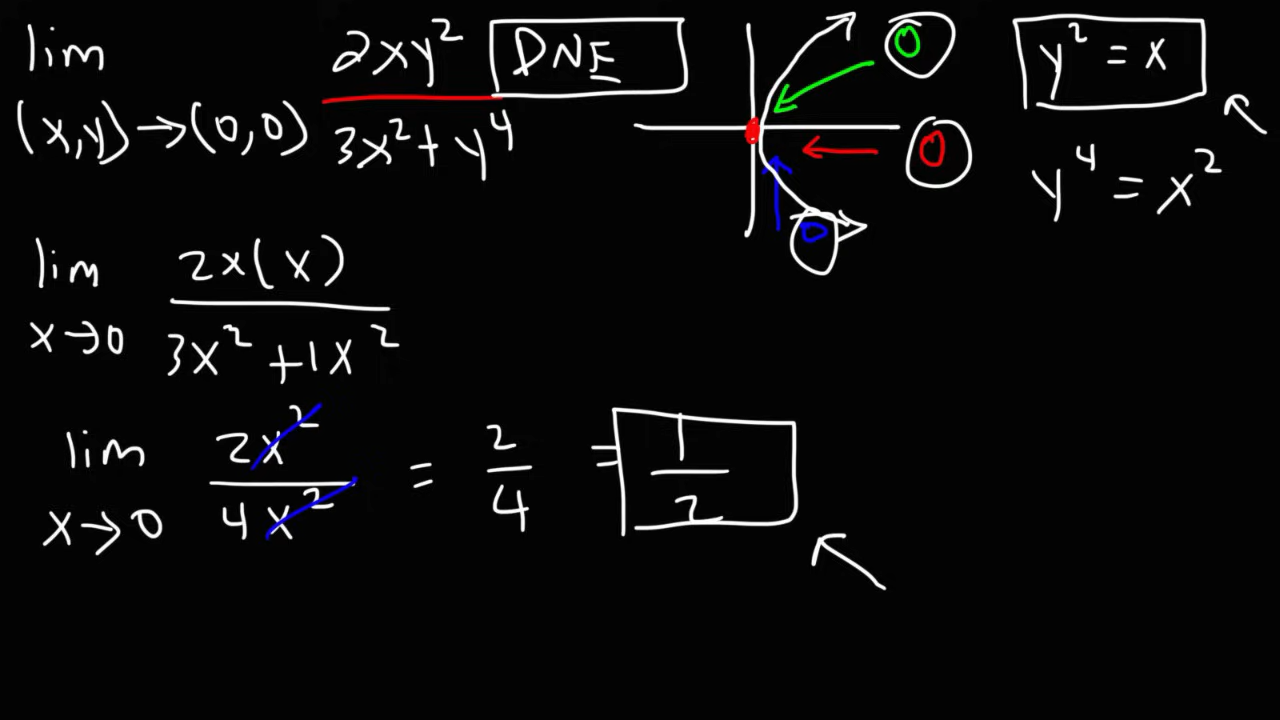 lim (x,y)→(0,0) 2xy² / 3x² + y⁴ DNE
0
y² = x
0
y⁴ = x²
0
lim x→0 2x(x) / 3x² + 1x²
lim x→0 2x² / 4x² = 2/4 = 1/2